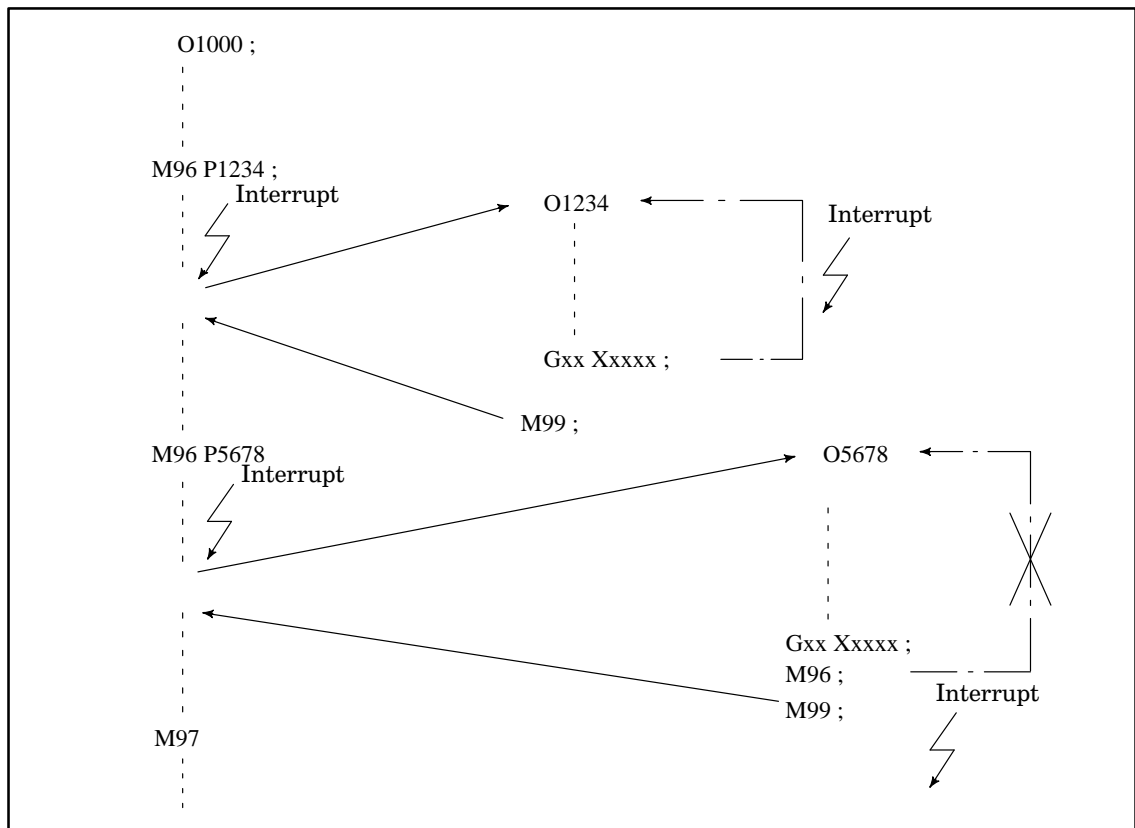 O1000 ;
M96 P1234 ;
Interrupt
O1234
Interrupt
Gxx Xxxxx ;
M99 ;
M96 P5678
Interrupt
O5678
Gxx Xxxxx ;
M96 ;
Interrupt
M99 ;
M97